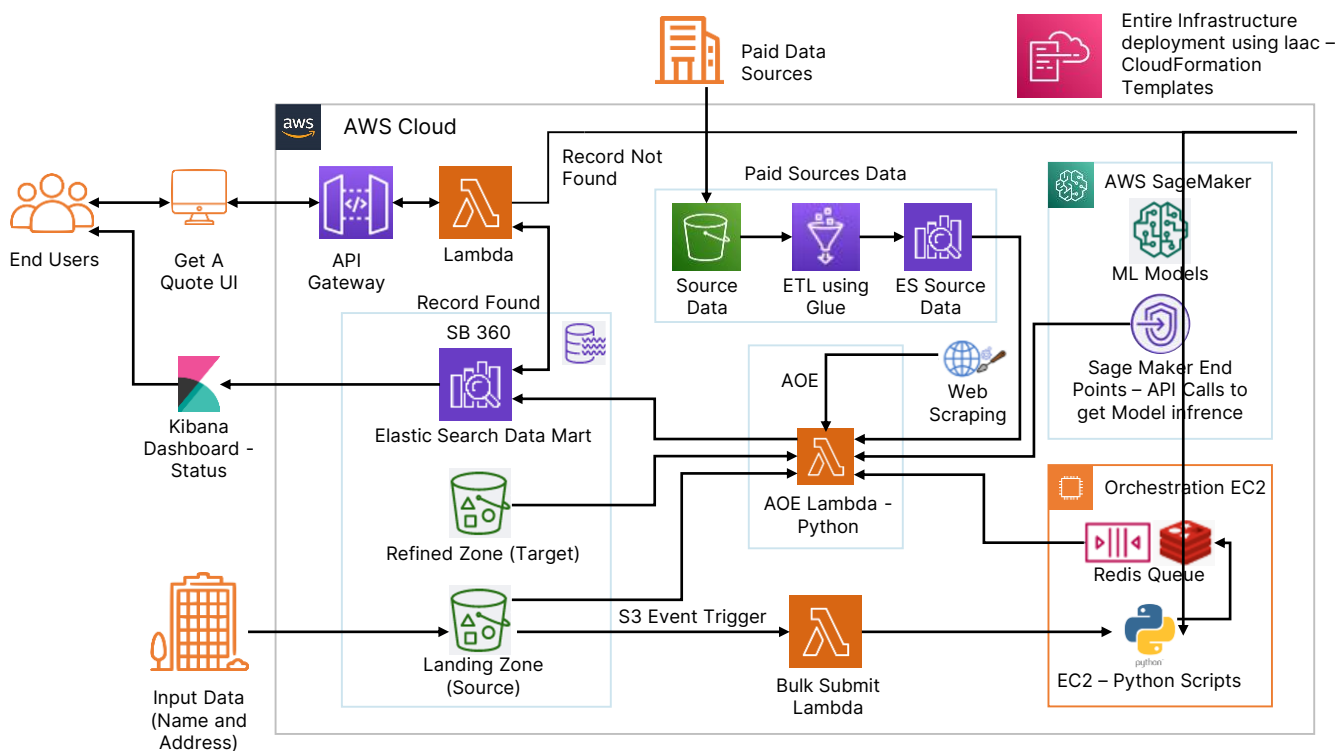 Entire Infrastructure
deployment using Iaac –
CloudFormation
Templates
Paid Data
Sources
aws
AWS Cloud
Record Not
Found
Paid Sources Data
AWS SageMaker
ML Models
End Users
Get A
Quote UI
API
Gateway
Lambda
Source
Data
ETL using
Glue
ES Source
Data
Record Found
SB 360
AOE
Web
Scraping
Sage Maker End
Points – API Calls to
get Model infrence
Kibana
Dashboard -
Status
Elastic Search Data Mart
AOE Lambda -
Python
Orchestration EC2
Refined Zone (Target)
Redis Queue
S3 Event Trigger
python
Landing Zone
(Source)
Bulk Submit
Lambda
EC2 – Python Scripts
Input Data
(Name and
Address)